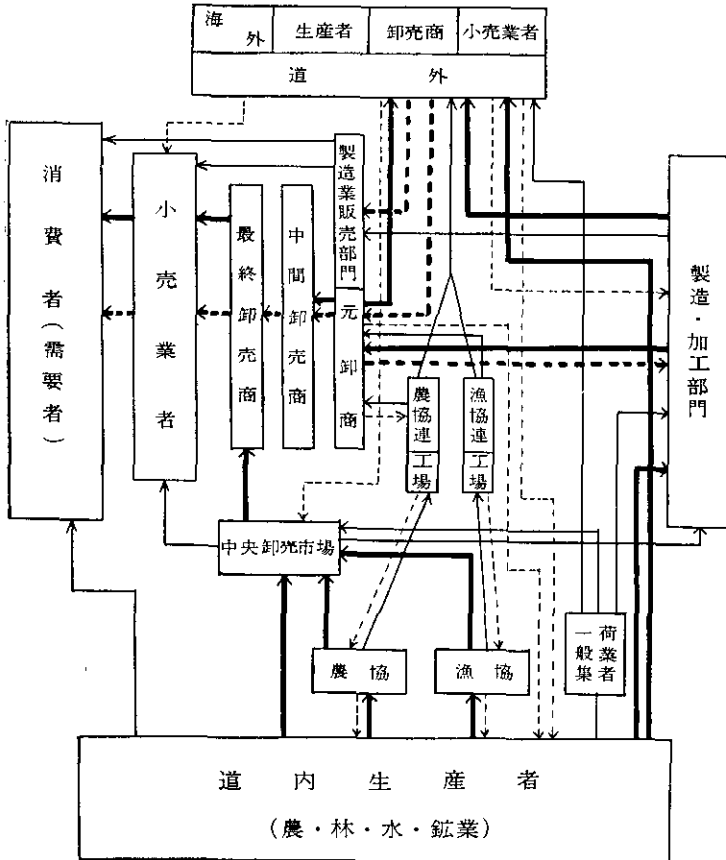 海外
生産者
卸売商
小売業者
道外
消費者(需要者)
小売業者
最終卸売商
中間卸売商
製造業販売部門
元卸商
農協連
工場
漁協連
工場
製造・加工部門
中央卸売市場
農協
漁協
一般集荷業者
道内生産者
(農・林・水・鉱業)